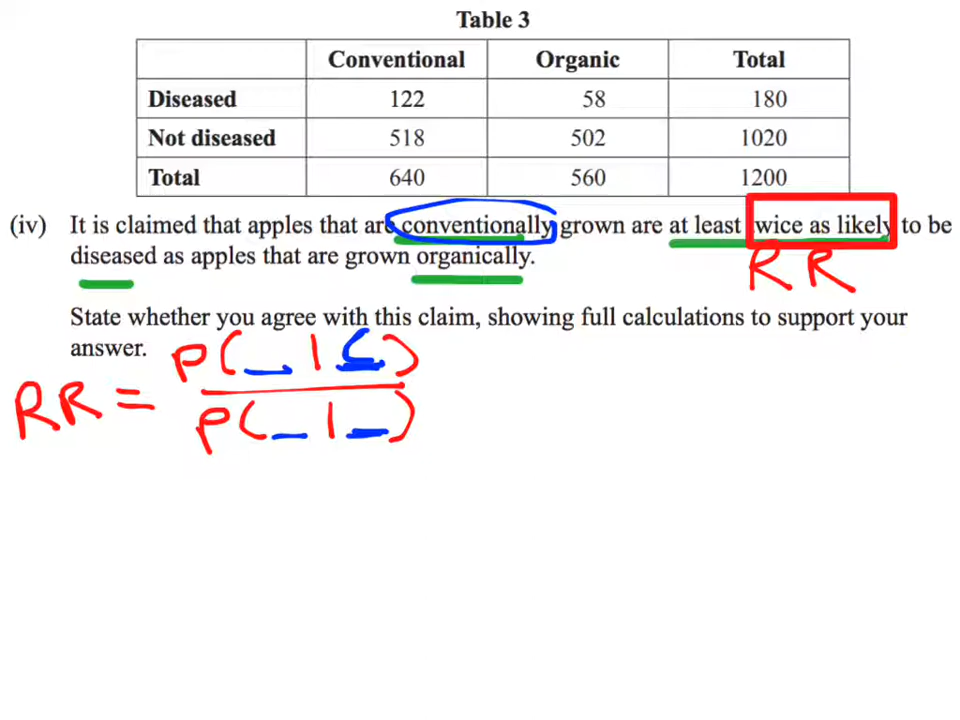 Table 3
Conventional Organic Total
Diseased 122 58 180
Not diseased 518 502 1020
Total 640 560 1200
(iv) It is claimed that apples that are conventionally grown are at least twice as likely to be
diseased as apples that are grown organically.
RR
State whether you agree with this claim, showing full calculations to support your
answer.
P(_|C)
RR =
P(_|_)